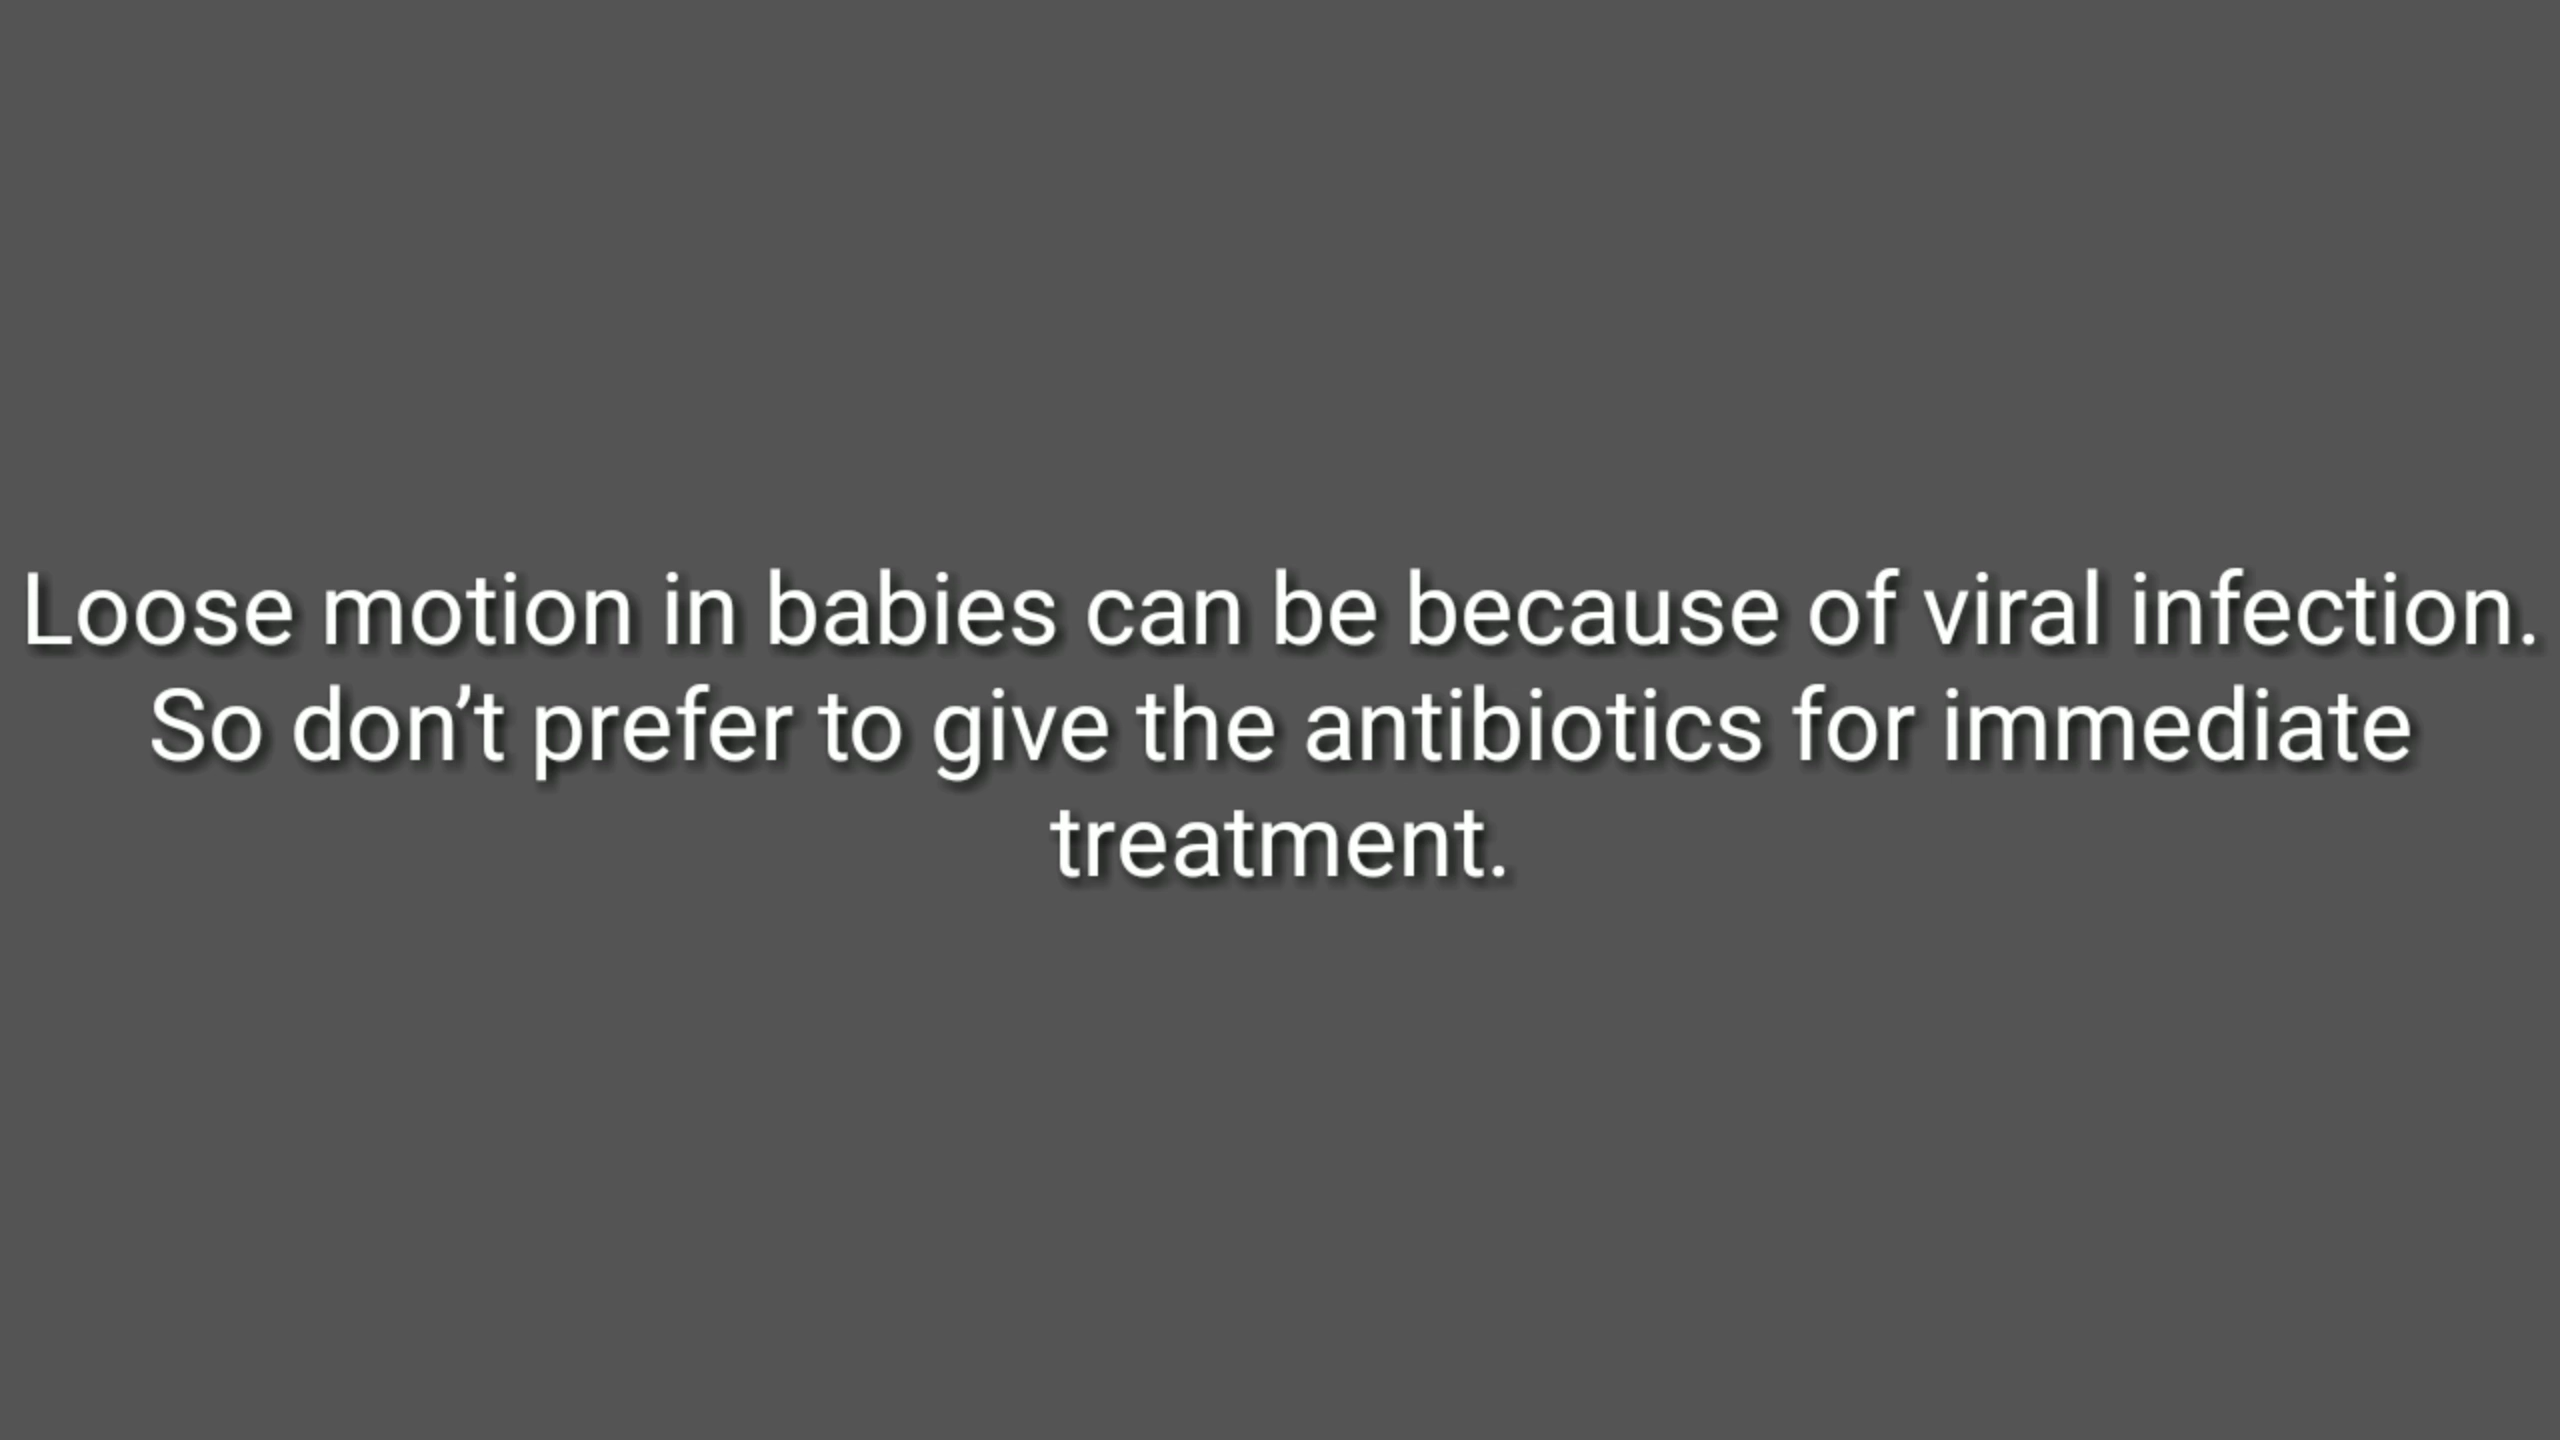 Loose motion in babies can be because of viral infection.
So don’t prefer to give the antibiotics for immediate
treatment.